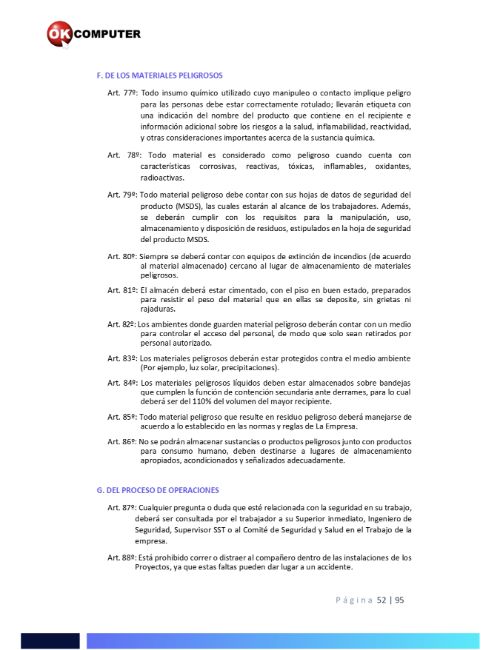 OK COMPUTER
F. DE LOS MATERIALES PELIGROSOS
Art. 77º: Todo insumo químico utilizado cuyo manipuleo o contacto implique peligro
para las personas debe estar correctamente rotulado; llevarán etiqueta con
una indicación del nombre del producto que contiene en el recipiente e
información adicional sobre los riesgos a la salud, inflamabilidad, reactividad,
y otras consideraciones importantes acerca de la sustancia química.
Art. 78º: Todo material es considerado como peligroso cuando cuenta con
características corrosivas, reactivas, tóxicas, inflamables, oxidantes,
radioactivas.
Art. 79º: Todo material peligroso debe contar con sus hojas de datos de seguridad del
producto (MSDS), las cuales estarán al alcance de los trabajadores. Además,
se deberán cumplir con los requisitos para la manipulación, uso,
almacenamiento y disposición de residuos, estipulados en la hoja de seguridad
del producto MSDS.
Art. 80º: Siempre se deberá contar con equipos de extinción de incendios (de acuerdo
al material almacenado) cercano al lugar de almacenamiento de materiales
peligrosos.
Art. 81º: El almacén deberá estar cimentado, con el piso en buen estado, preparados
para resistir el peso del material que en ellas se deposite, sin grietas ni
rajaduras.
Art. 82º: Los ambientes donde guarden material peligroso deberán contar con un medio
para controlar el acceso del personal, de modo que solo sean retirados por
personal autorizado.
Art. 83º: Los materiales peligrosos deberán estar protegidos contra el medio ambiente
(Por ejemplo, luz solar, precipitaciones).
Art. 84º: Los materiales peligrosos líquidos deben estar almacenados sobre bandejas
que cumplen la función de contención secundaria ante derrames, para lo cual
deberá ser del 110% del volumen del mayor recipiente.
Art. 85º: Todo material peligroso que resulte en residuo peligroso deberá manejarse de
acuerdo a lo establecido en las normas y reglas de La Empresa.
Art. 86º: No se podrán almacenar sustancias o productos peligrosos junto con productos
para consumo humano, deben destinarse a lugares de almacenamiento
apropiados, acondicionados y señalizados adecuadamente.
G. DEL PROCESO DE OPERACIONES
Art. 87º: Cualquier pregunta o duda que esté relacionada con la seguridad en su trabajo,
deberá ser consultada por el trabajador a su Superior inmediato, Ingeniero de
Seguridad, Supervisor SST o al Comité de Seguridad y Salud en el Trabajo de la
empresa.
Art. 88º: Está prohibido correr o distraer al compañero dentro de las instalaciones de los
Proyectos, ya que estas faltas pueden dar lugar a un accidente.
Página 52 | 95